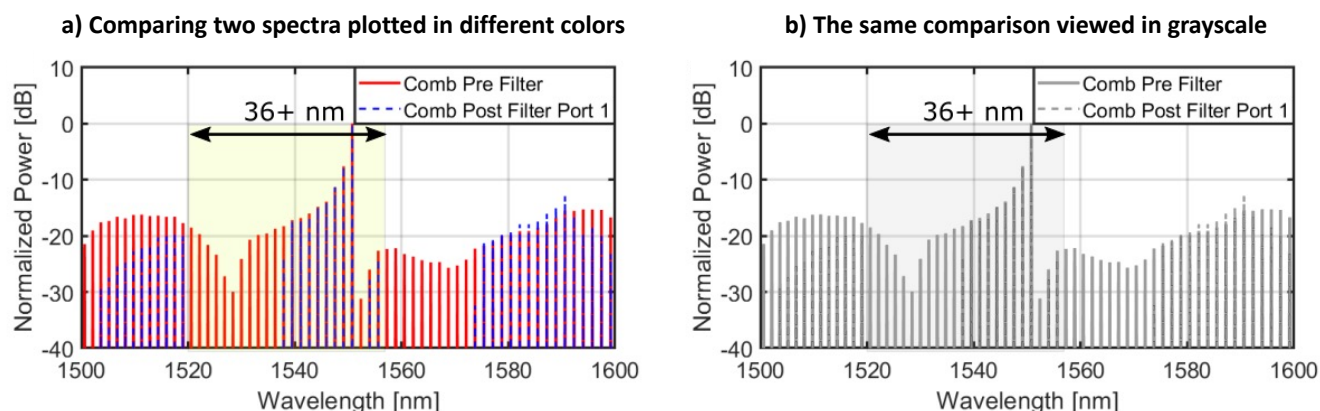 a) Comparing two spectra plotted in different colors
10
0
-10
-20
-30
-40
Normalized Power [dB]
Comb Pre Filter
Comb Post Filter Port 1
36+ nm
1500 1520 1540 1560 1580 1600
Wavelength [nm]
b) The same comparison viewed in grayscale
10
0
-10
-20
-30
-40
Normalized Power [dB]
Comb Pre Filter
Comb Post Filter Port 1
36+ nm
1500 1520 1540 1560 1580 1600
Wavelength [nm]